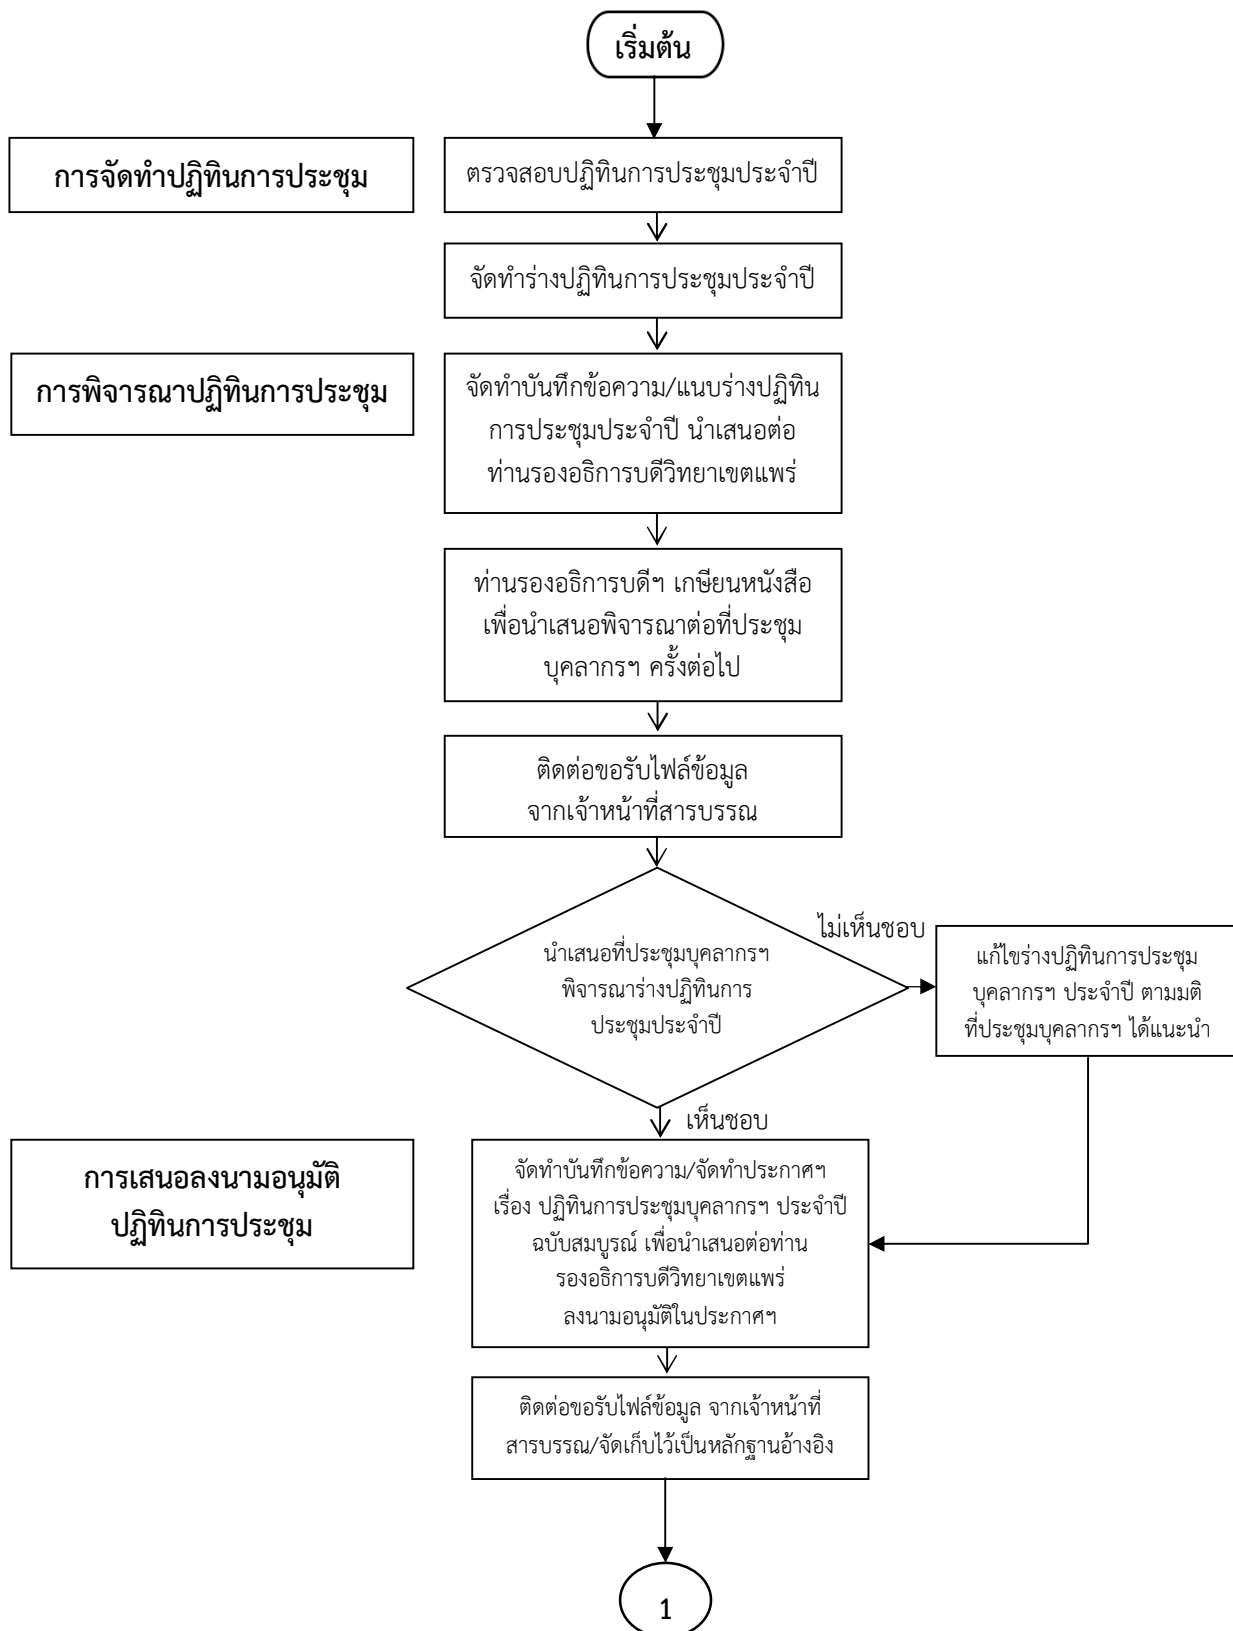 เริ่มต้น
การจัดทำปฏิทินการประชุม
ตรวจสอบปฏิทินการประชุมประจำปี
จัดทำร่างปฏิทินการประชุมประจำปี
การพิจารณาปฏิทินการประชุม
จัดทำบันทึกข้อความ/แนบร่างปฏิทิน
การประชุมประจำปี นำเสนอต่อ
ท่านรองอธิการบดีวิทยาเขตแพร่
ท่านรองอธิการบดีฯ เกษียนหนังสือ
เพื่อนำเสนอพิจารณาต่อที่ประชุม
บุคลากรฯ ครั้งต่อไป
ติดต่อขอรับไฟล์ข้อมูล
จากเจ้าหน้าที่สารบรรณ
นำเสนอที่ประชุมบุคลากรฯ
พิจารณาร่างปฏิทินการ
ประชุมประจำปี
ไม่เห็นชอบ
แก้ไขร่างปฏิทินการประชุม
บุคลากรฯ ประจำปี ตามมติ
ที่ประชุมบุคลากรฯ ได้แนะนำ
เห็นชอบ
การเสนอลงนามอนุมัติ
ปฏิทินการประชุม
จัดทำบันทึกข้อความ/จัดทำประกาศฯ
เรื่อง ปฏิทินการประชุมบุคลากรฯ ประจำปี
ฉบับสมบูรณ์ เพื่อนำเสนอต่อท่าน
รองอธิการบดีวิทยาเขตแพร่
ลงนามอนุมัติในประกาศฯ
ติดต่อขอรับไฟล์ข้อมูล จากเจ้าหน้าที่
สารบรรณ/จัดเก็บไว้เป็นหลักฐานอ้างอิง
1